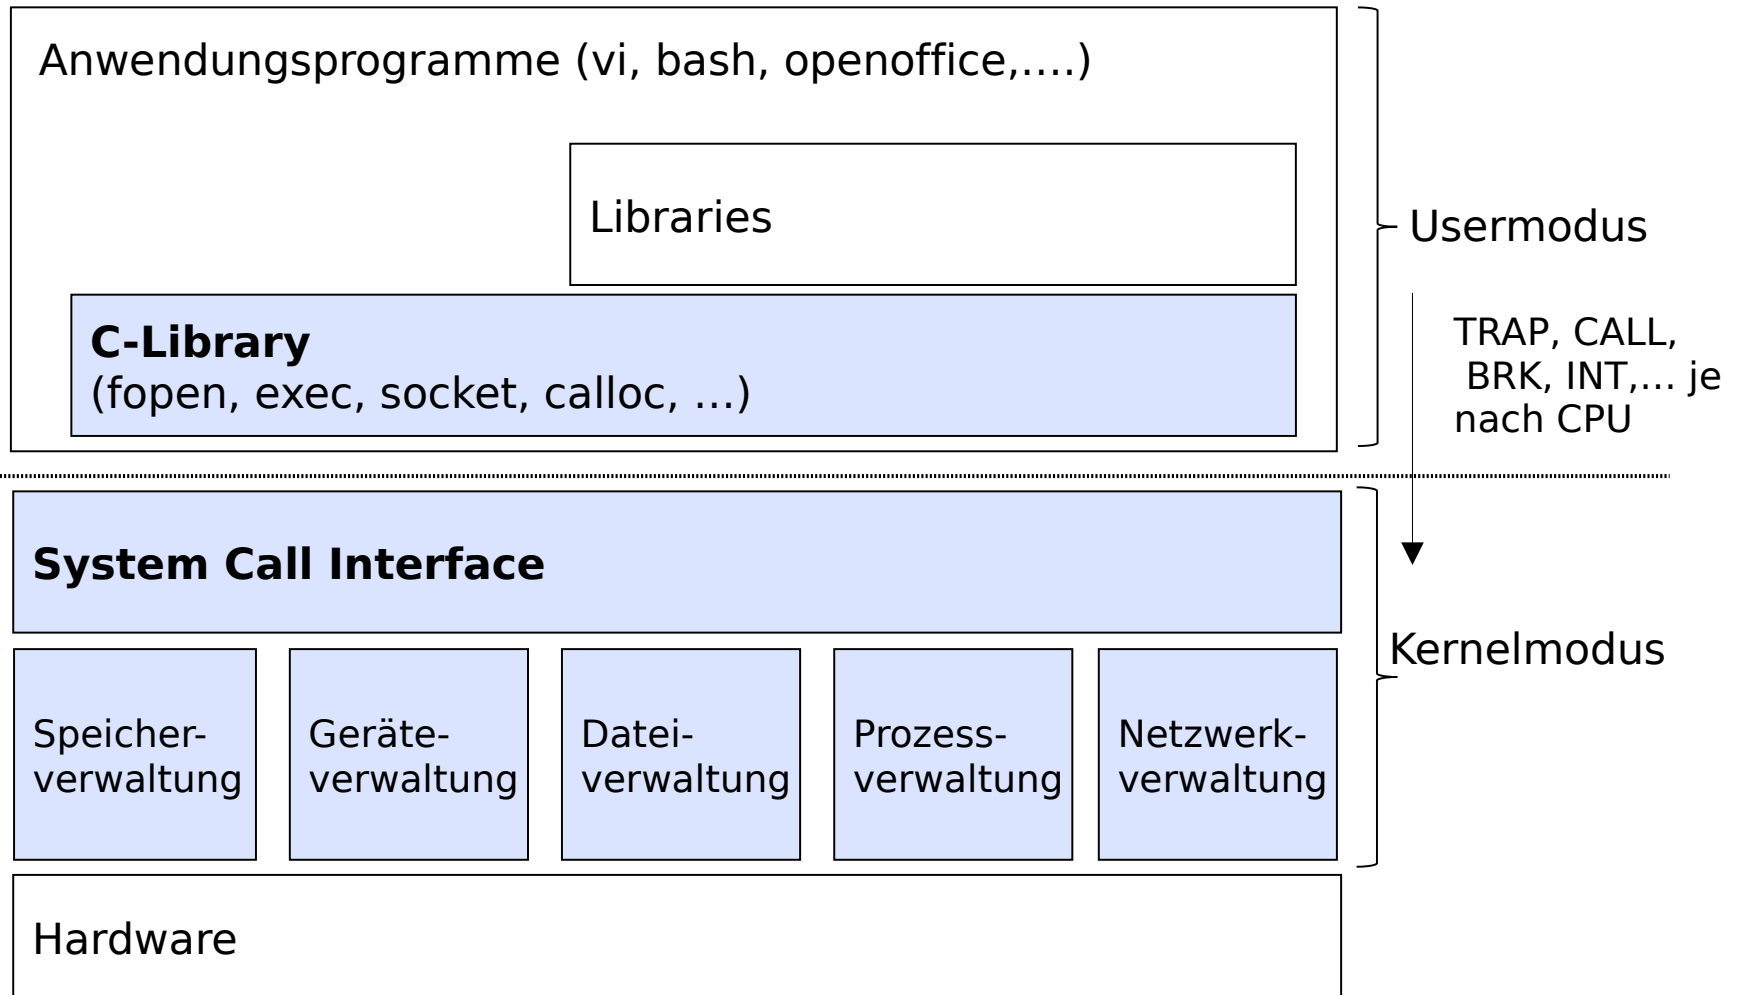 Anwendungsprogramme (vi, bash, openoffice,....)
Libraries
Usermodus
C-Library
(fopen, exec, socket, calloc, ...)
TRAP, CALL,
BRK, INT,... je
nach CPU
System Call Interface
Kernelmodus
Speicher-
verwaltung
Geräte-
verwaltung
Datei-
verwaltung
Prozess-
verwaltung
Netzwerk-
verwaltung
Hardware